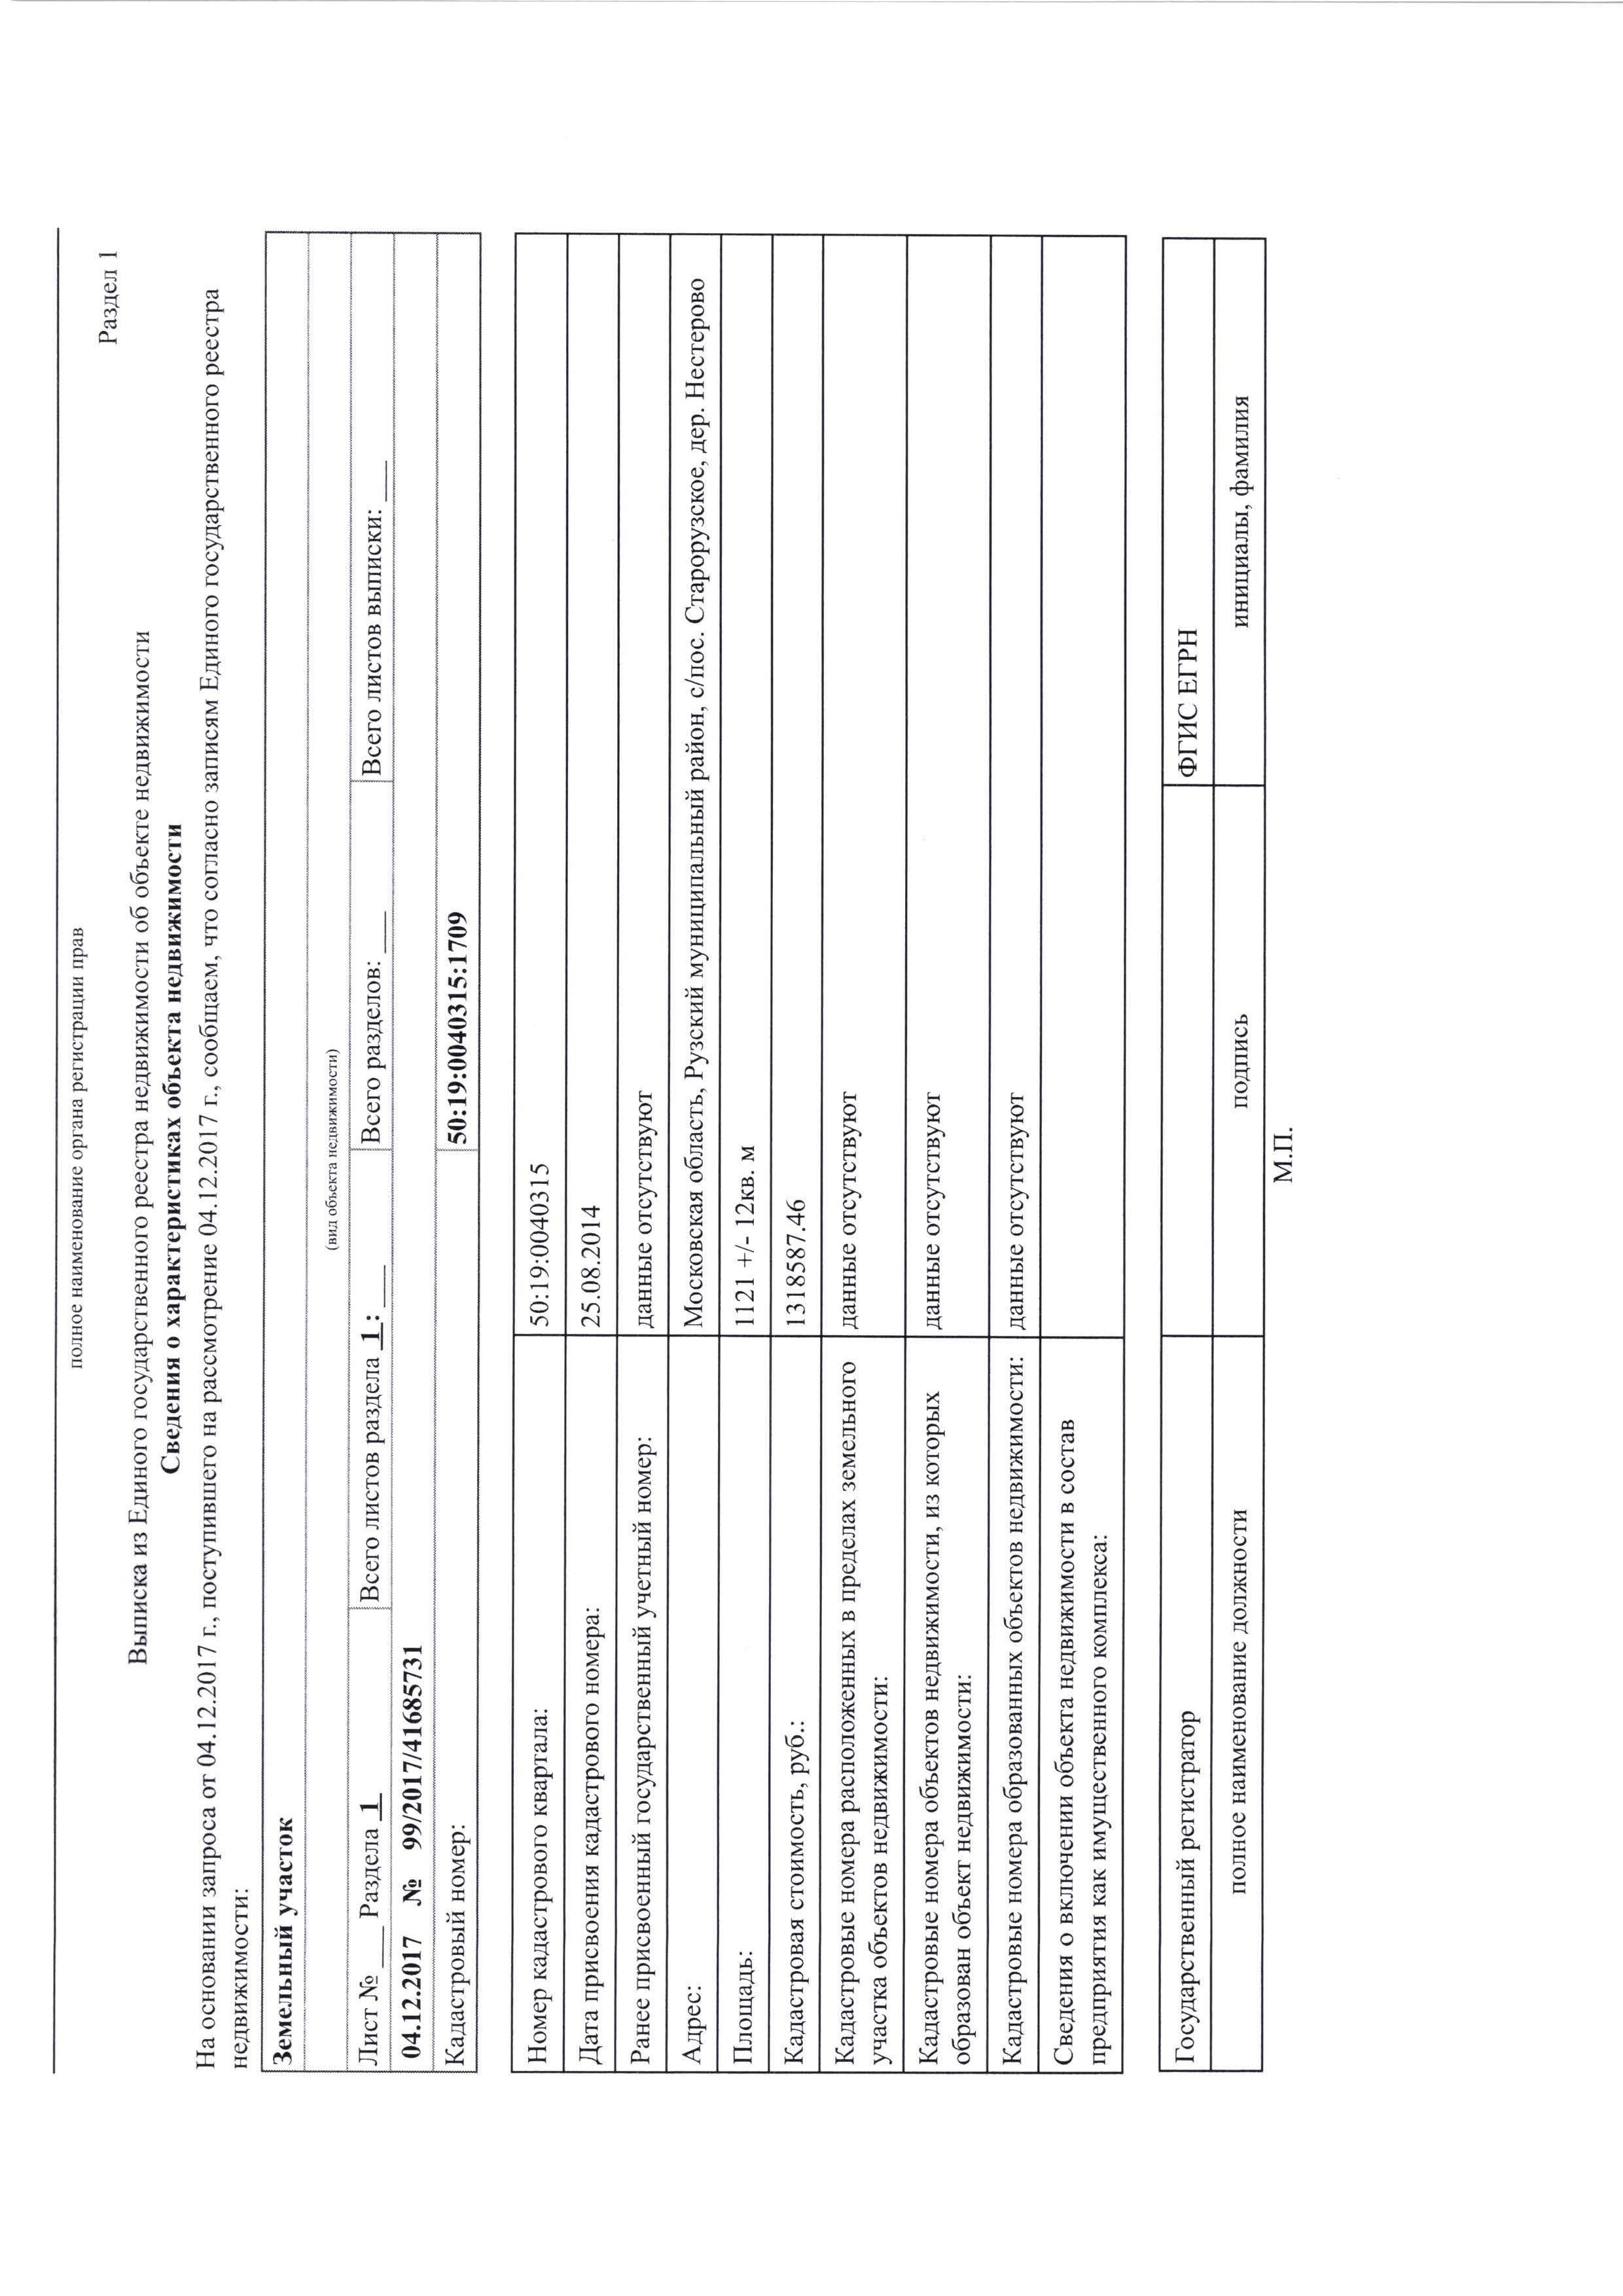 полное наименование органа регистрации прав
Раздел 1
Выписка из Единого государственного реестра недвижимости об объекте недвижимости
Сведения о характеристиках объекта недвижимости
На основании запроса от 04.12.2017 г., поступившего на рассмотрение 04.12.2017 г., сообщаем, что согласно записям Единого государственного реестра
недвижимости:
Земельный участок
(вид объекта недвижимости)
Лист № ___ Раздела 1 Всего листов раздела 1 : ___ Всего разделов: ___ Всего листов выписки: ___
04.12.2017 № 99/2017/41685731
Кадастровый номер: 50:19:0040315:1709
Номер кадастрового квартала: 50:19:0040315
Дата присвоения кадастрового номера: 25.08.2014
Ранее присвоенный государственный учетный номер: данные отсутствуют
Адрес: Московская область, Рузский муниципальный район, с/пос. Старорузское, дер. Нестерово
Площадь: 1121 +/- 12кв. м
Кадастровая стоимость, руб.: 1318587.46
Кадастровые номера расположенных в пределах земельного
участка объектов недвижимости: данные отсутствуют
Кадастровые номера объектов недвижимости, из которых
образован объект недвижимости: данные отсутствуют
Кадастровые номера образованных объектов недвижимости: данные отсутствуют
Сведения о включении объекта недвижимости в состав
предприятия как имущественного комплекса:
Государственный регистратор ФГИС ЕГРН
полное наименование должности подпись инициалы, фамилия
М.П.